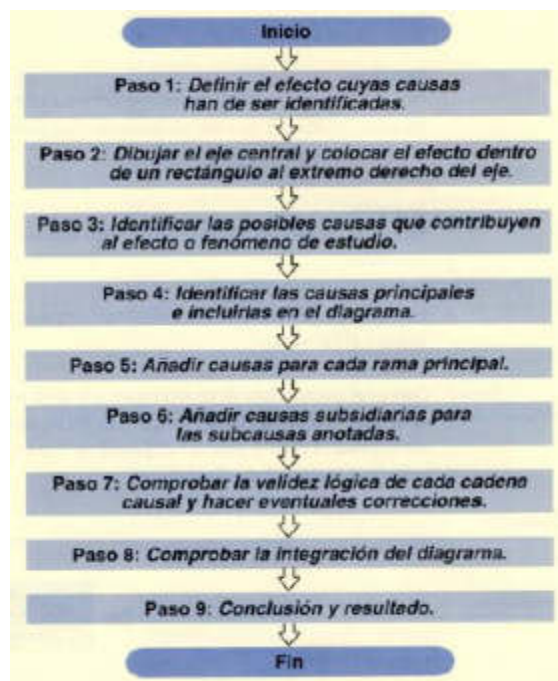 Inicio
Paso 1: Definir el efecto cuyas causas
han de ser identificadas.
Paso 2: Dibujar el eje central y colocar el efecto dentro
de un rectángulo al extremo derecho del eje.
Paso 3: Identificar las posibles causas que contribuyen
al efecto o fenómeno de estudio.
Paso 4: Identificar las causas principales
e incluirlas en el diagrama.
Paso 5: Añadir causas para cada rama principal.
Paso 6: Añadir causas subsidiarias para
las subcausas anotadas.
Paso 7: Comprobar la validez lógica de cada cadena
causal y hacer eventuales correcciones.
Paso 8: Comprobar la integración del diagrama.
Paso 9: Conclusión y resultado.
Fin